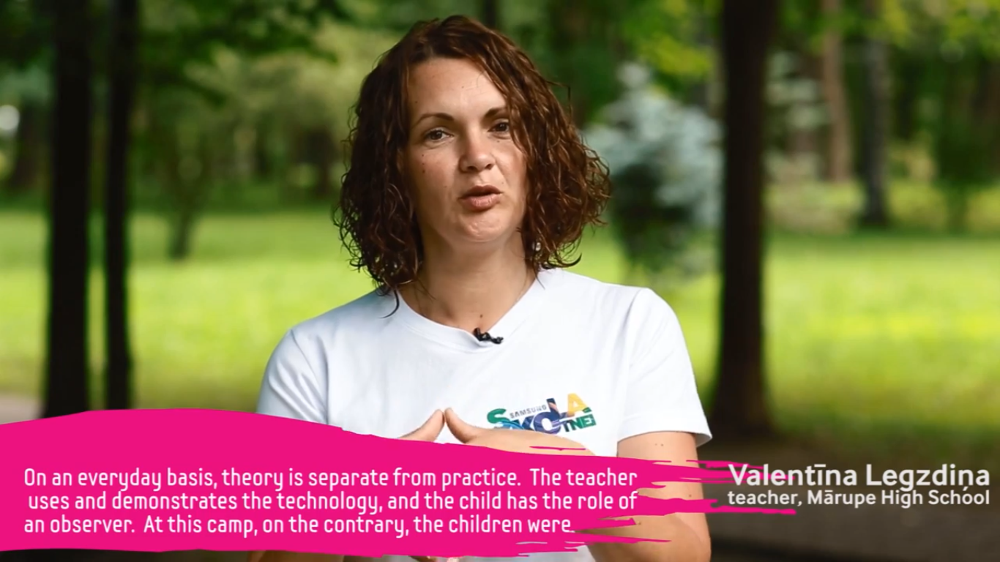 SAMSUNG
SKOLA
On an everyday basis, theory is separate from practice. The teacher
uses and demonstrates the technology, and the child has the role of
an observer. At this camp, on the contrary, the children were
Valentīna Legzdiņa
teacher, Mārupe High School